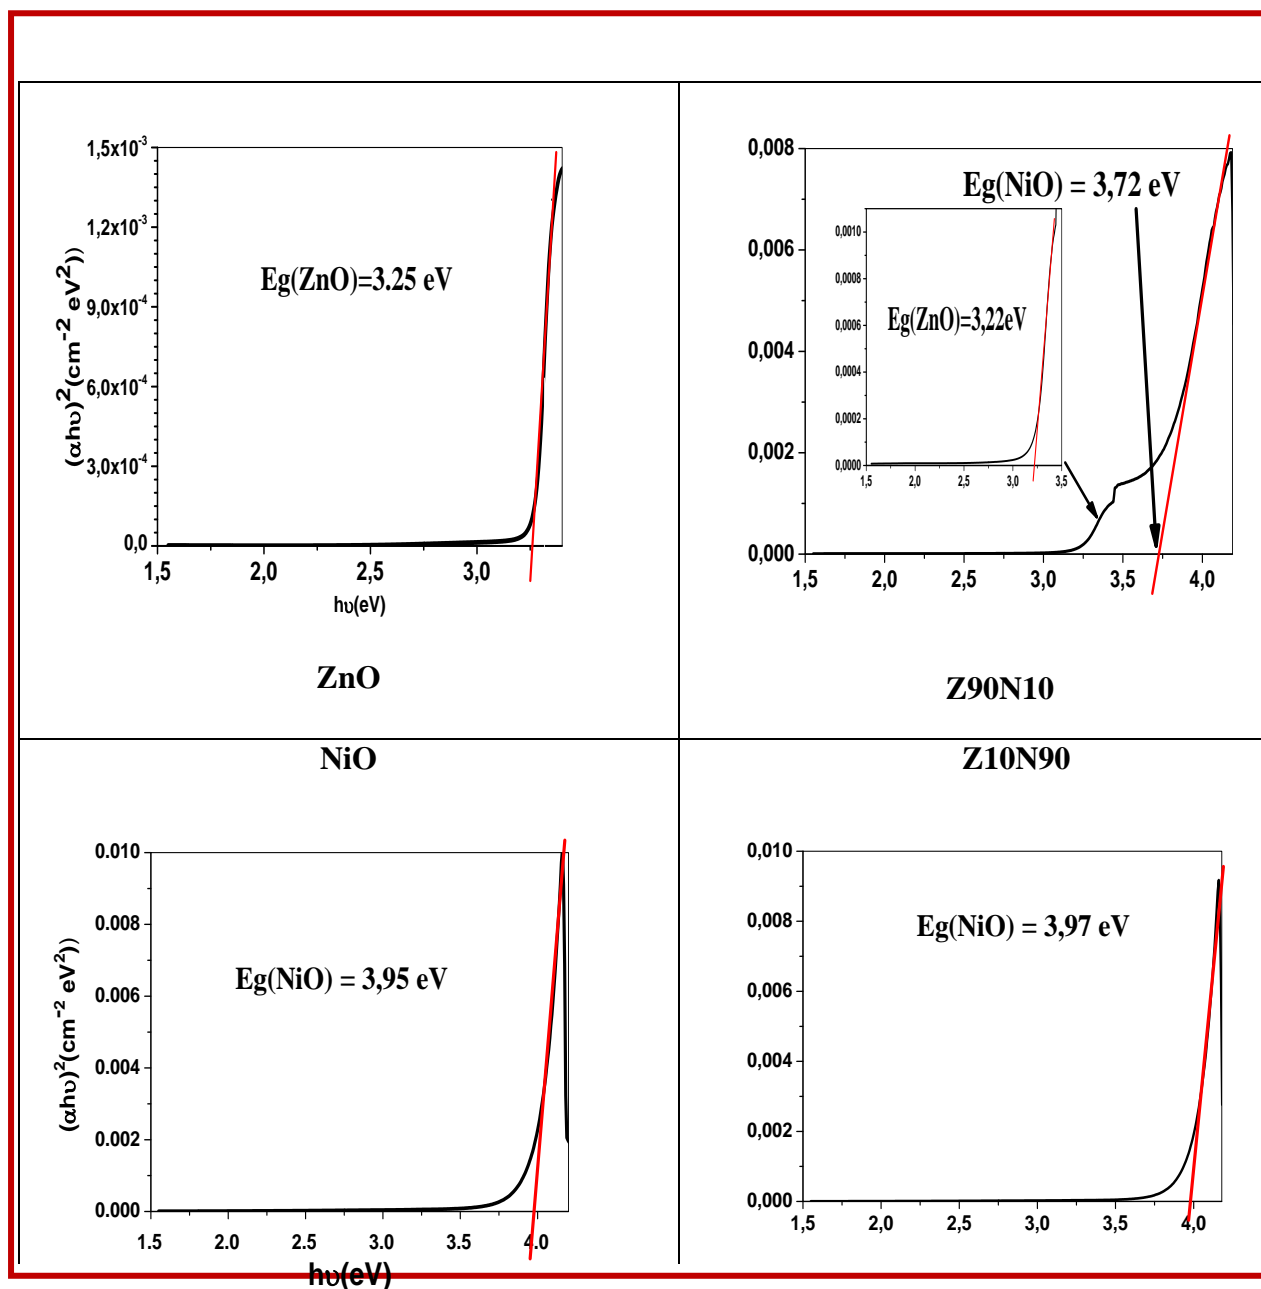 1,5x10⁻³
1,2x10⁻³
9,0x10⁻⁴
6,0x10⁻⁴
3,0x10⁻⁴
0,0
(αhυ)²(cm⁻² eV²))
Eg(ZnO)=3.25 eV
1,5 2,0 2,5 3,0
hυ(eV)
ZnO
0,008
0,006
0,004
0,002
0,000
Eg(NiO) = 3,72 eV
0,0010
0,0008
0,0006
0,0004
0,0002
0,0000
Eg(ZnO)=3,22eV
1,5 2,0 2,5 3,0 3,5
1,5 2,0 2,5 3,0 3,5 4,0
Z90N10
NiO
0.010
0.008
0.006
0.004
0.002
0.000
(αhυ)²(cm⁻² eV²))
Eg(NiO) = 3,95 eV
1.5 2.0 2.5 3.0 3.5 4.0
hυ(eV)
Z10N90
0,010
0,008
0,006
0,004
0,002
0,000
Eg(NiO) = 3,97 eV
1,5 2,0 2,5 3,0 3,5 4,0